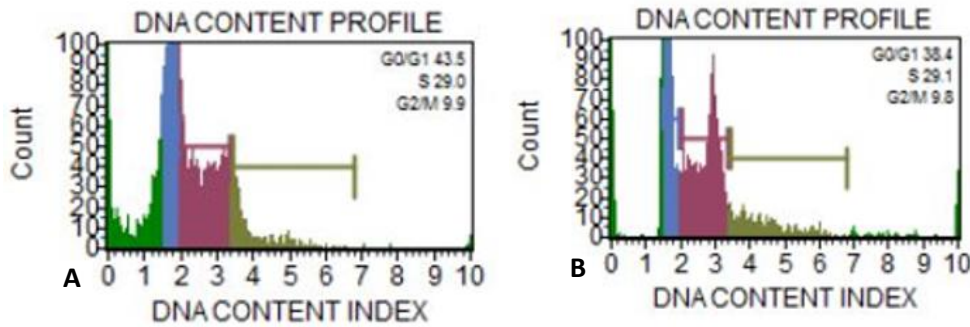 DNA CONTENT PROFILE
G0/G1 43.5
S 29.0
G2/M 9.9
Count
100
90
80
70
60
50
40
30
20
10
0
0 1 2 3 4 5 6 7 8 9 10
DNA CONTENT INDEX
A
DNA CONTENT PROFILE
G0/G1 38.4
S 29.1
G2/M 9.8
Count
100
90
80
70
60
50
40
30
20
10
0
0 1 2 3 4 5 6 7 8 9 10
DNA CONTENT INDEX
B